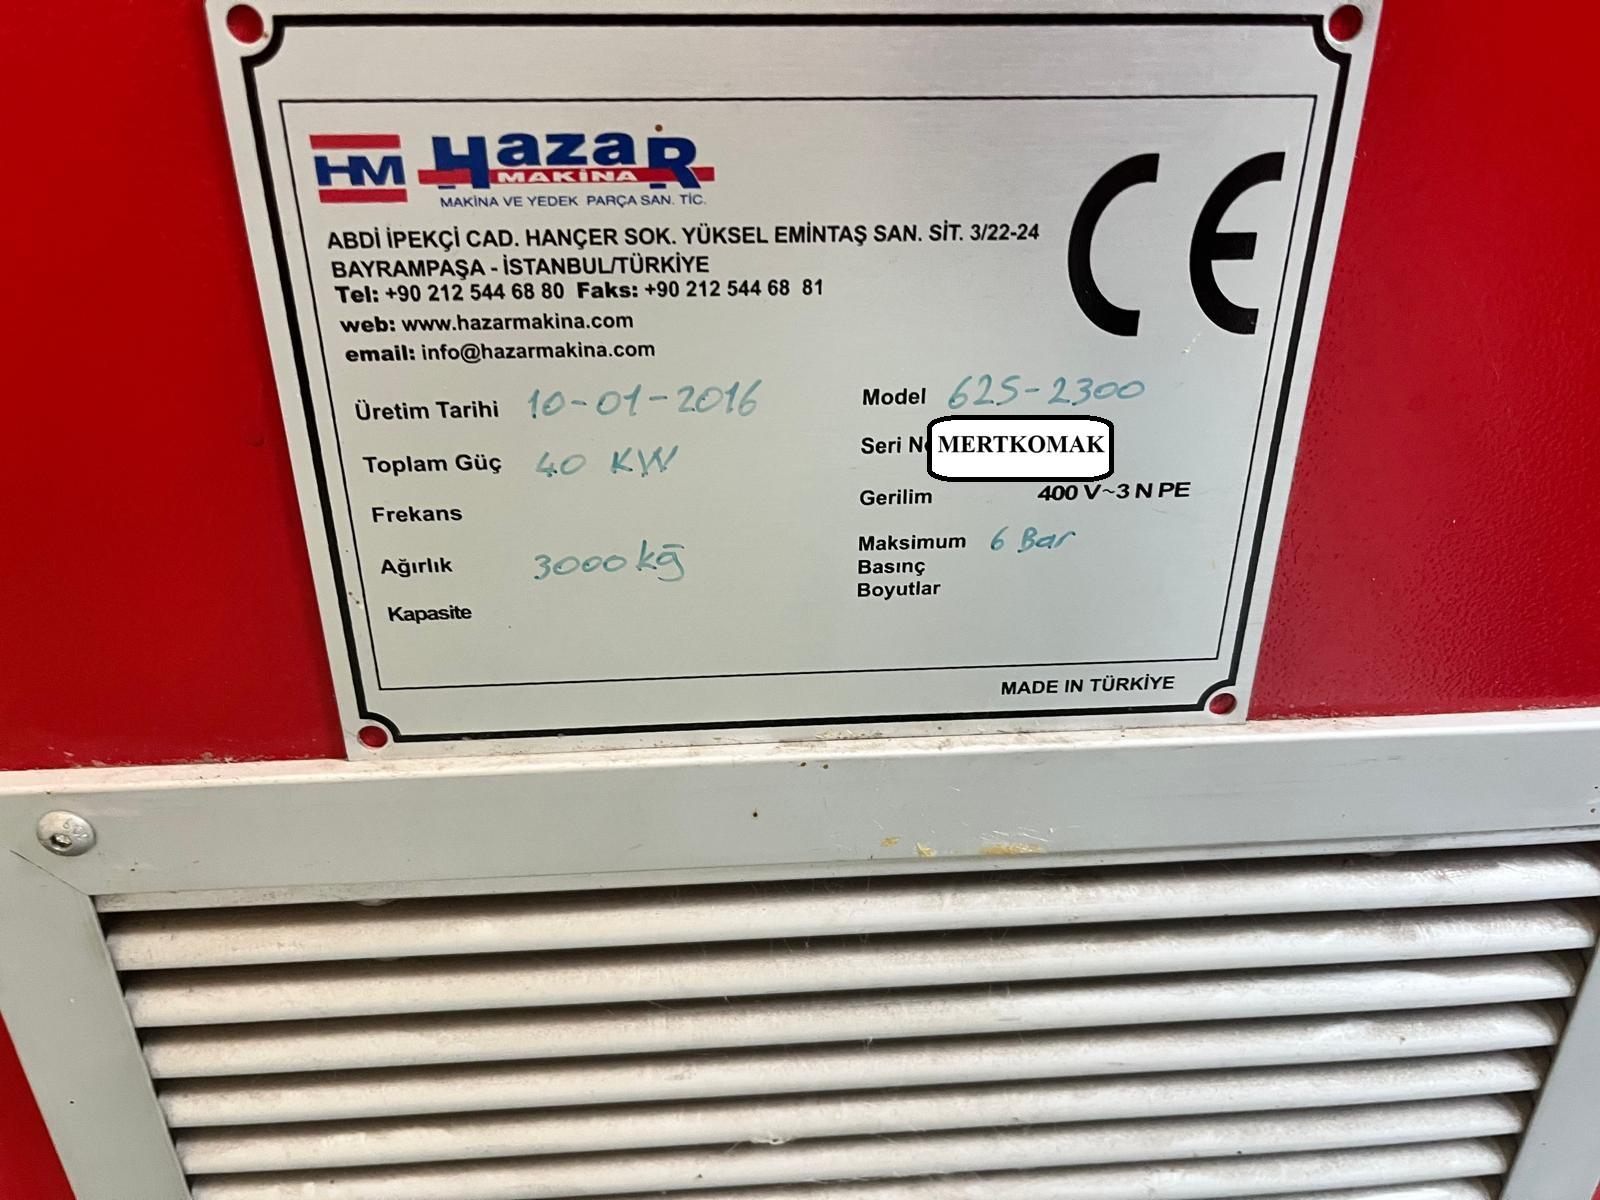 HM HazaR
MAKİNA
MAKİNA VE YEDEK PARÇA SAN. TİC.
ABDİ İPEKÇİ CAD. HANÇER SOK. YÜKSEL EMİNTAŞ SAN. SİT. 3/22-24
BAYRAMPAŞA - İSTANBUL/TÜRKİYE
Tel: +90 212 544 68 80 Faks: +90 212 544 68 81
web: www.hazarmakina.com
email: info@hazarmakina.com
CE
Üretim Tarihi 10-01-2016
Toplam Güç 40 KW
Frekans
Ağırlık 3000 kg
Kapasite
Model 625-2300
Seri N MERTKOMAK
Gerilim 400 V~3 N PE
Maksimum 6 Bar
Basınç
Boyutlar
MADE IN TÜRKİYE